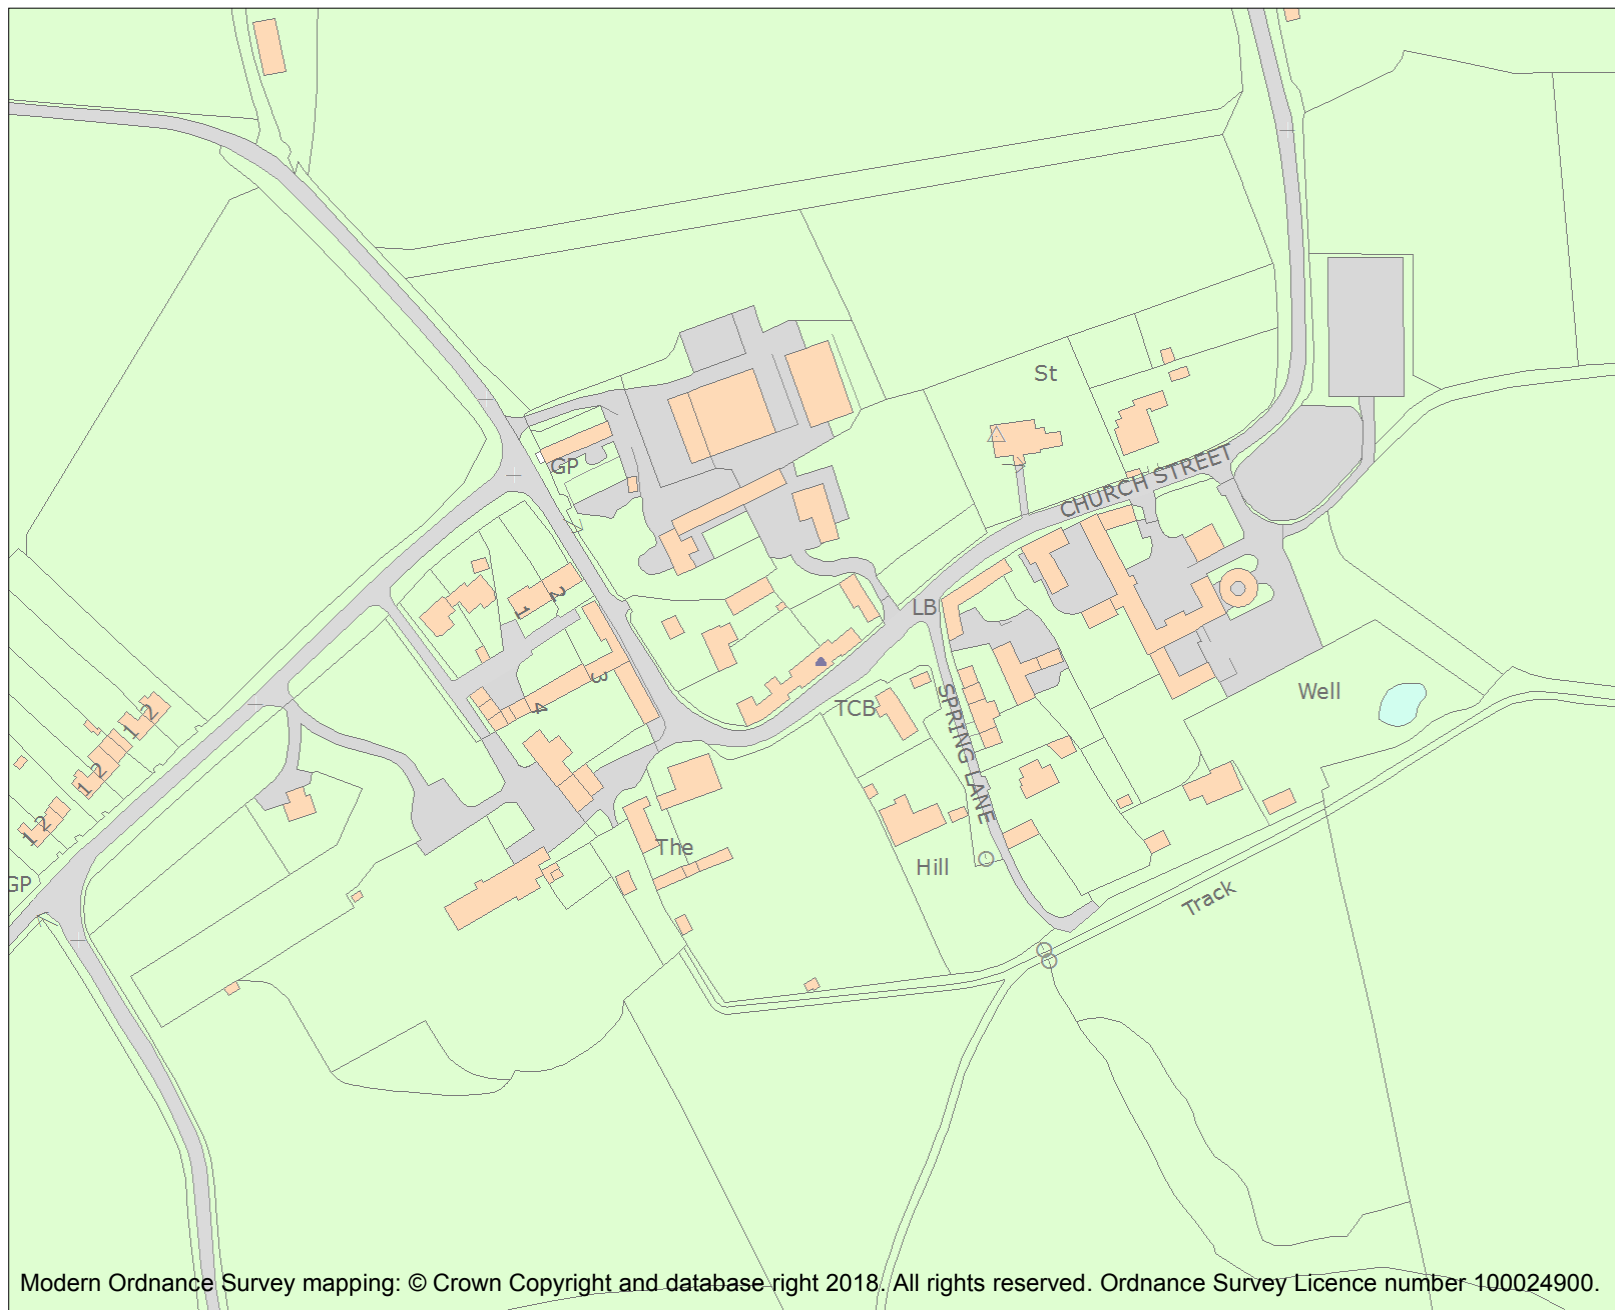 St
GP
CHURCH STREET
2
1
LB
3
Well
4
TCB
SPRING LANE
1 2
1 2
1 2
The
Hill
GP
Track
Modern Ordnance Survey mapping: © Crown Copyright and database right 2018. All rights reserved. Ordnance Survey Licence number 100024900.